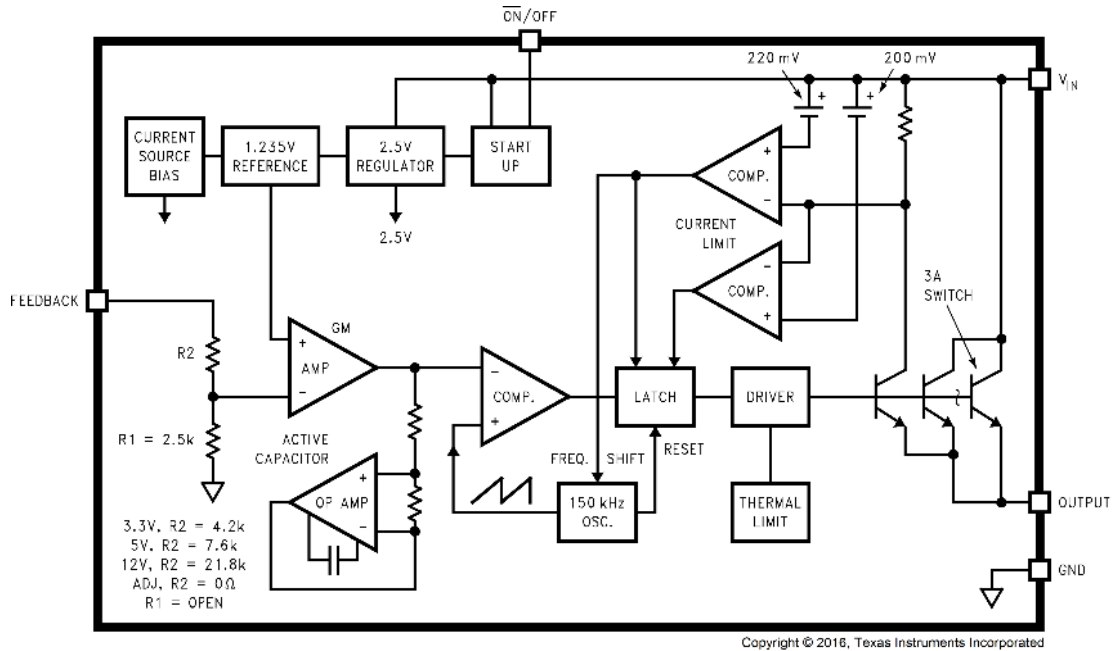 ON/OFF
220 mV
200 mV
VIN
CURRENT
SOURCE
BIAS
1.235V
REFERENCE
2.5V
REGULATOR
START
UP
2.5V
+
+
+
COMP.
−
CURRENT
LIMIT
−
COMP.
+
3A
SWITCH
FEEDBACK
R2
R1 = 2.5k
GM
+
AMP
−
−
COMP.
+
LATCH
DRIVER
ACTIVE
CAPACITOR
+
OP AMP
−
FREQ. SHIFT
RESET
150 kHz
OSC.
THERMAL
LIMIT
OUTPUT
GND
3.3V, R2 = 4.2k
5V, R2 = 7.6k
12V, R2 = 21.8k
ADJ, R2 = 0Ω
R1 = OPEN
Copyright © 2016, Texas Instruments Incorporated